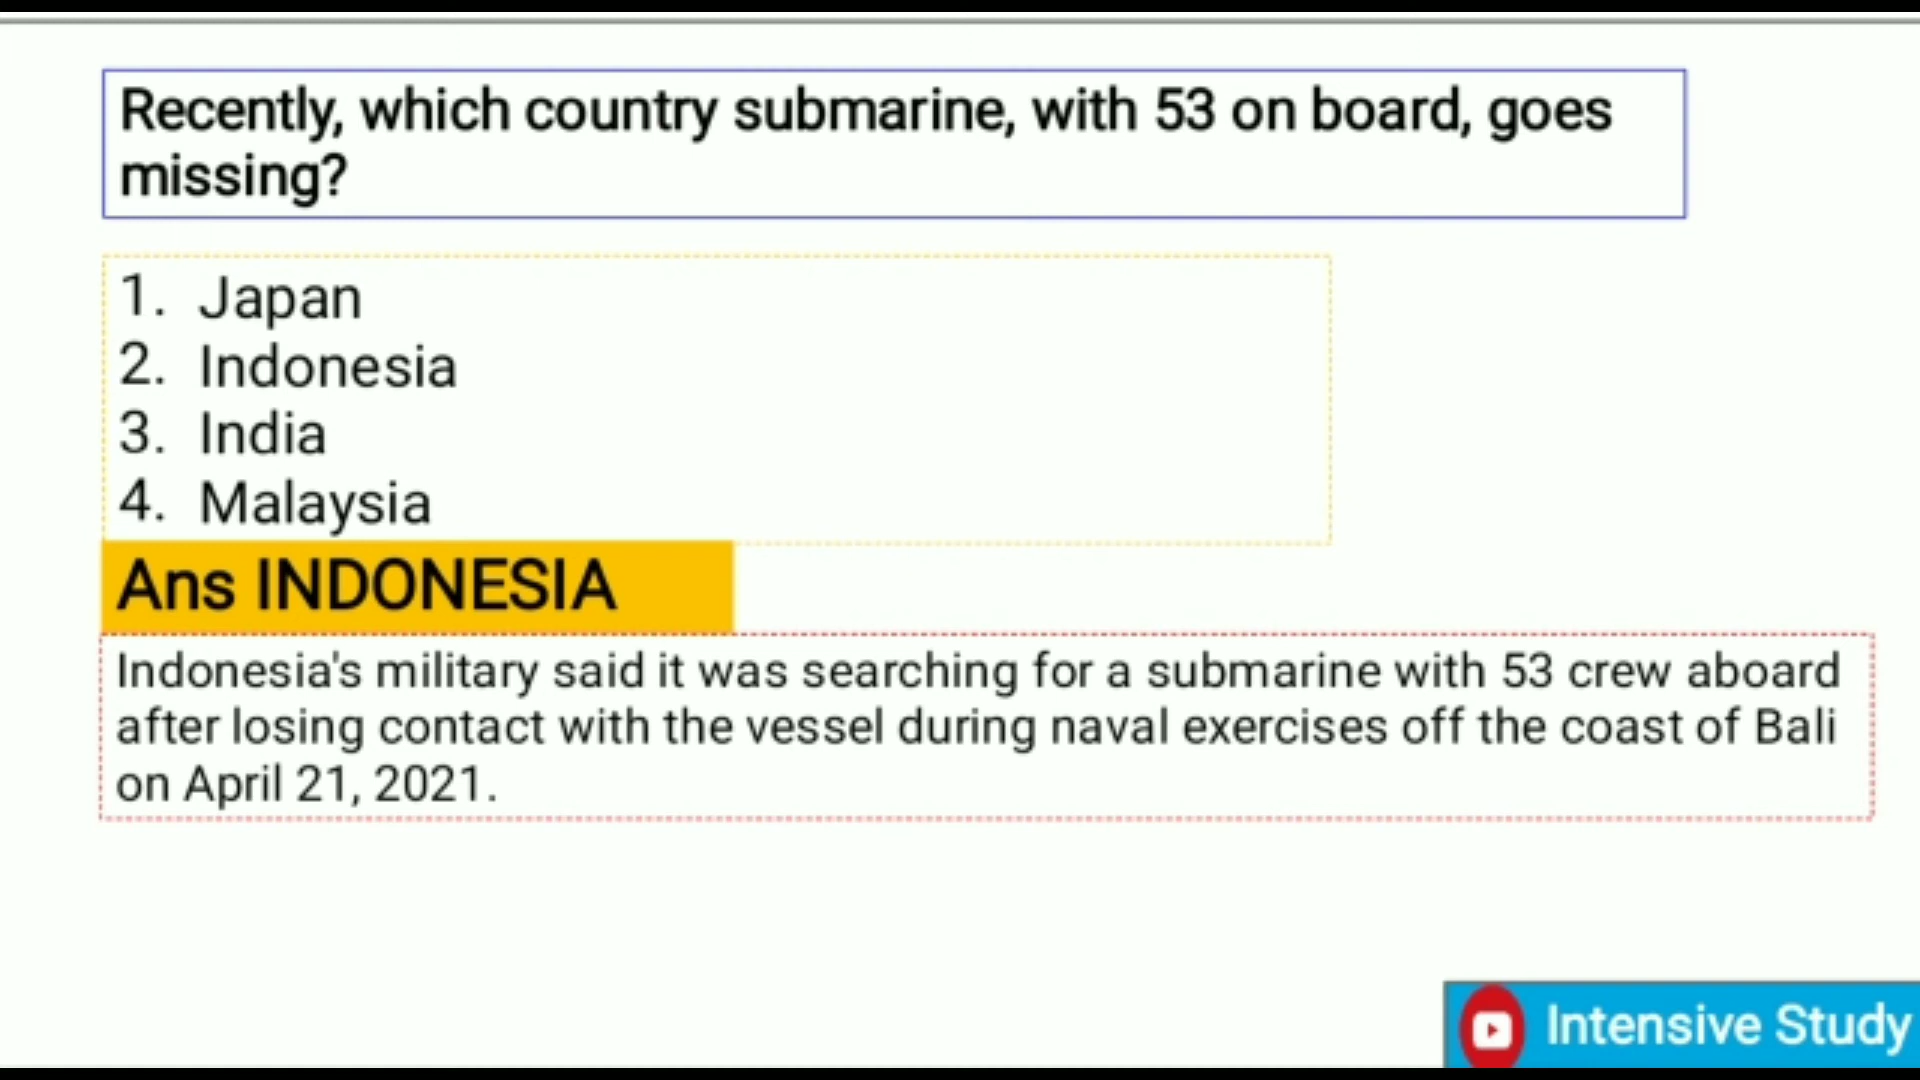 Recently, which country submarine, with 53 on board, goes
missing?
1. Japan
2. Indonesia
3. India
4. Malaysia
Ans INDONESIA
Indonesia's military said it was searching for a submarine with 53 crew aboard
after losing contact with the vessel during naval exercises off the coast of Bali
on April 21, 2021.
Intensive Study